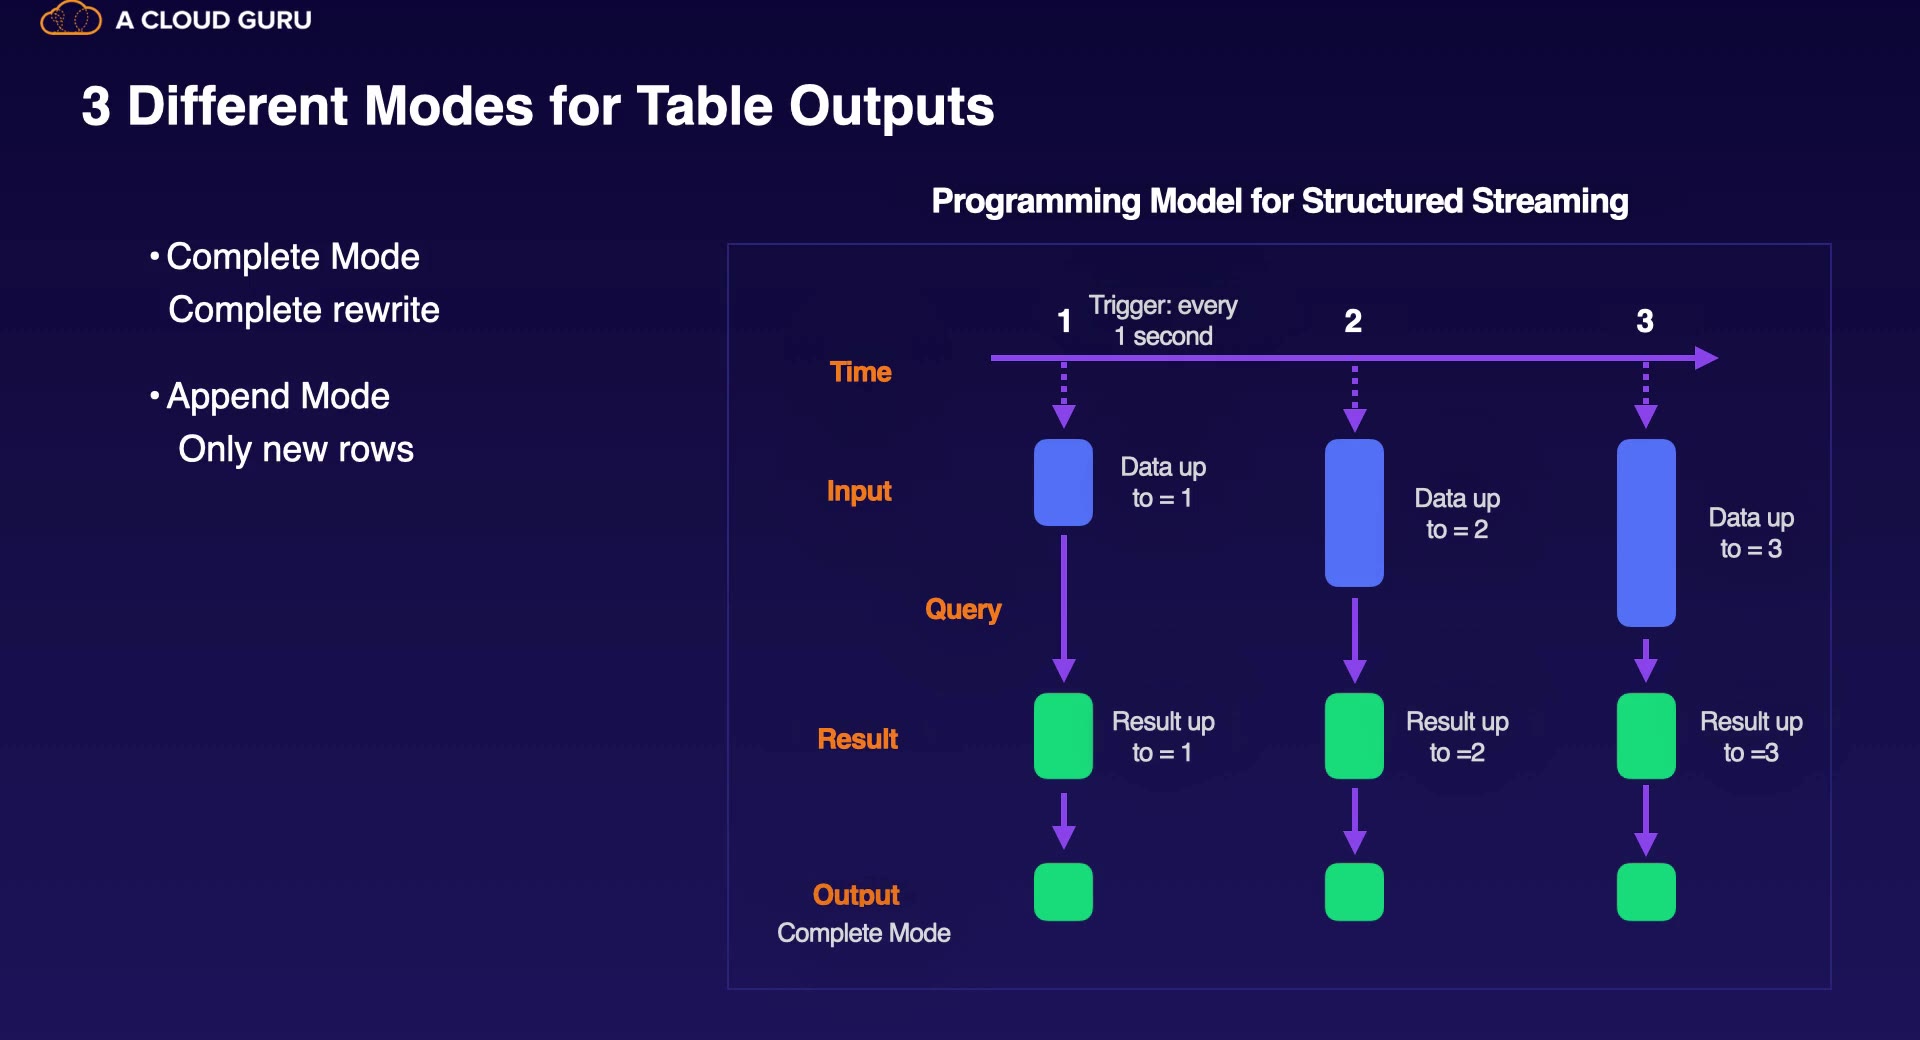 A CLOUD GURU
3 Different Modes for Table Outputs
Programming Model for Structured Streaming
• Complete Mode
Complete rewrite
• Append Mode
Only new rows
1
Trigger: every
1 second
2
3
Time
Input
Data up
to = 1
Data up
to = 2
Data up
to = 3
Query
Result
Result up
to = 1
Result up
to =2
Result up
to =3
Output
Complete Mode